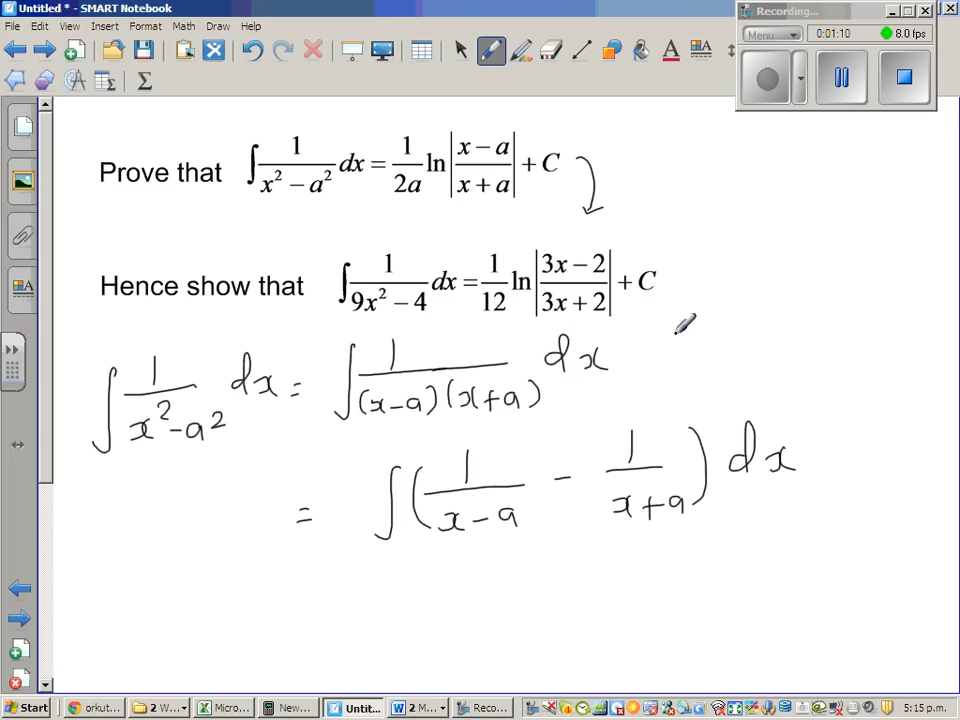 Untitled * - SMART Notebook
File Edit View Insert Format Math Draw Help
Recording...
Menu 0:01:10 8.0 fps
Prove that ∫ 1/(x² − a²) dx = 1/2a ln |(x − a)/(x + a)| + C
Hence show that ∫ 1/(9x² − 4) dx = 1/12 ln |(3x − 2)/(3x + 2)| + C
∫ 1/(x² − a²) dx = ∫ 1/((x−a)(x+a)) dx
= ∫ (1/(x−a) − 1/(x+a)) dx
Start orkut... 2 W... Micro... New... Untit... 2 M... Reco... 5:15 p.m.